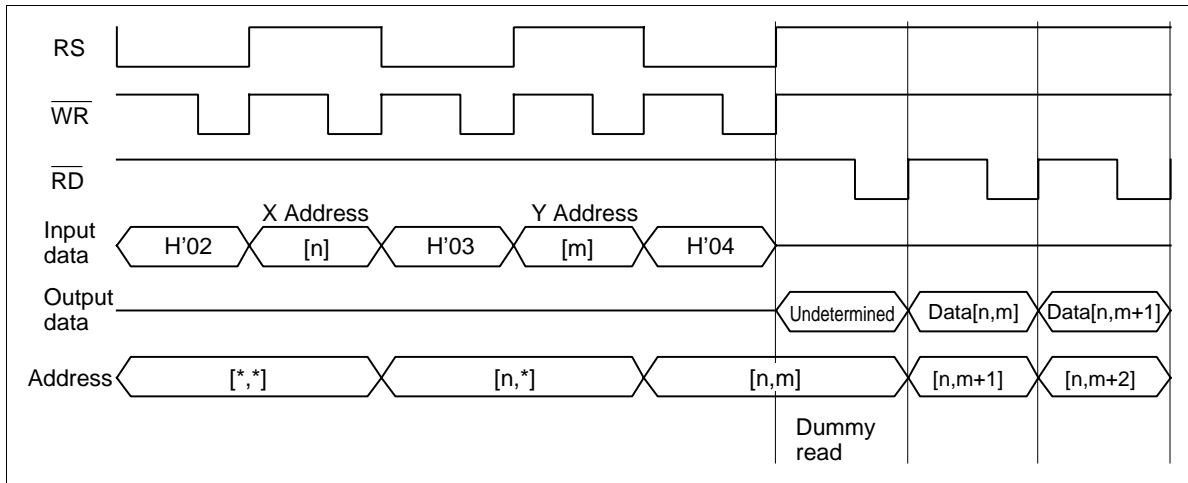 RS
WR
RD
X Address Y Address
Input data H'02 [n] H'03 [m] H'04
Output data Undetermined Data[n,m] Data[n,m+1]
Address [*,*] [n,*] [n,m] [n,m+1] [n,m+2]
Dummy
read